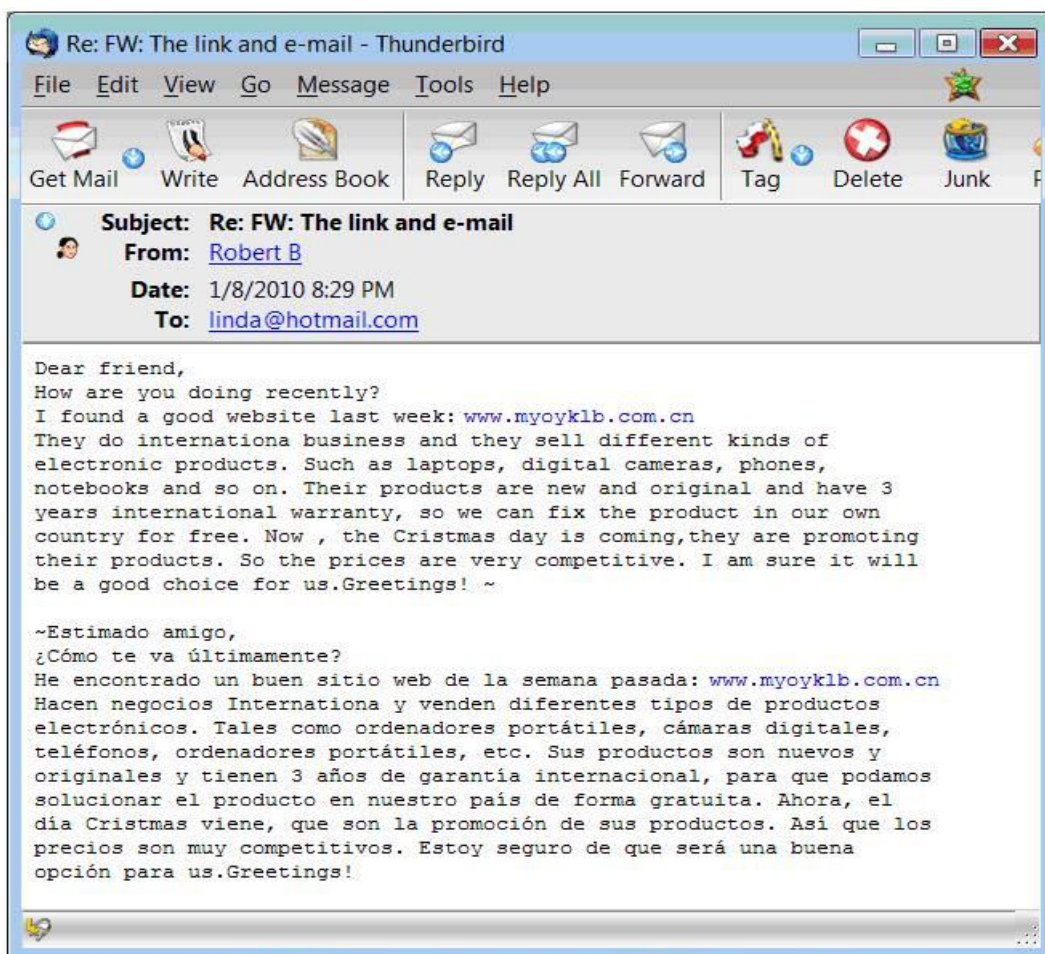 Re: FW: The link and e-mail - Thunderbird
File Edit View Go Message Tools Help
Get Mail Write Address Book Reply Reply All Forward Tag Delete Junk
Subject: Re: FW: The link and e-mail
From: Robert B
Date: 1/8/2010 8:29 PM
To: linda@hotmail.com
Dear friend,
How are you doing recently?
I found a good website last week: www.myoyklb.com.cn
They do internationa business and they sell different kinds of
electronic products. Such as laptops, digital cameras, phones,
notebooks and so on. Their products are new and original and have 3
years international warranty, so we can fix the product in our own
country for free. Now , the Cristmas day is coming,they are promoting
their products. So the prices are very competitive. I am sure it will
be a good choice for us.Greetings! ~
~Estimado amigo,
¿Cómo te va últimamente?
He encontrado un buen sitio web de la semana pasada: www.myoyklb.com.cn
Hacen negocios Internationa y venden diferentes tipos de productos
electrónicos. Tales como ordenadores portátiles, cámaras digitales,
teléfonos, ordenadores portátiles, etc. Sus productos son nuevos y
originales y tienen 3 años de garantía internacional, para que podamos
solucionar el producto en nuestro país de forma gratuita. Ahora, el
día Cristmas viene, que son la promoción de sus productos. Así que los
precios son muy competitivos. Estoy seguro de que será una buena
opción para us.Greetings!